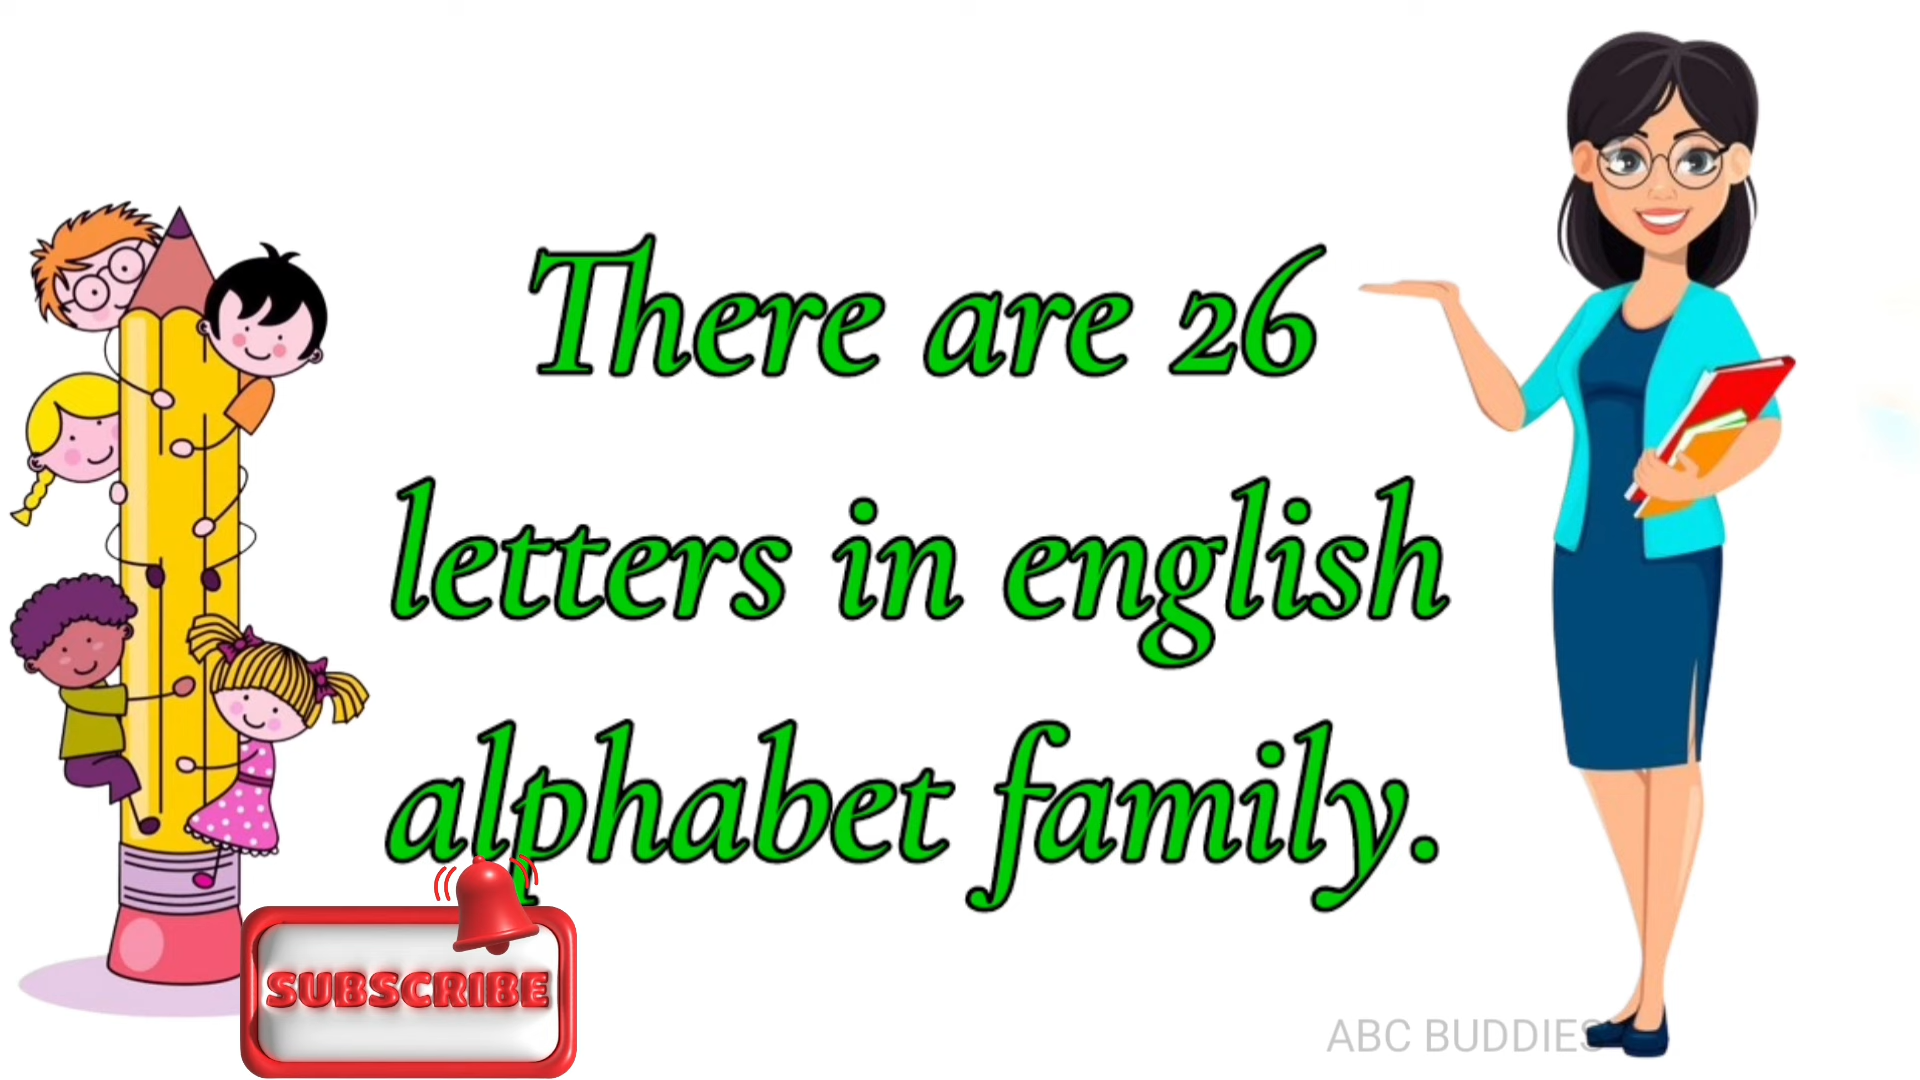 There are 26
letters in english
alphabet family.
SUBSCRIBE
ABC BUDDIES